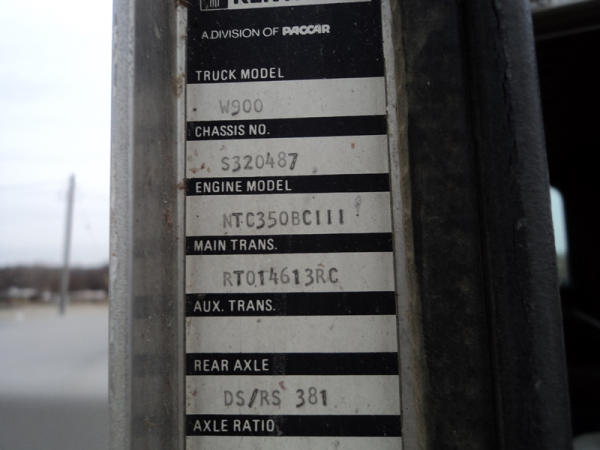 A DIVISION OF PACCAR
TRUCK MODEL
W900
CHASSIS NO.
S320487
ENGINE MODEL
NTC350BCIII
MAIN TRANS.
RTO14613RC
AUX. TRANS.
REAR AXLE
DS/RS 381
AXLE RATIO